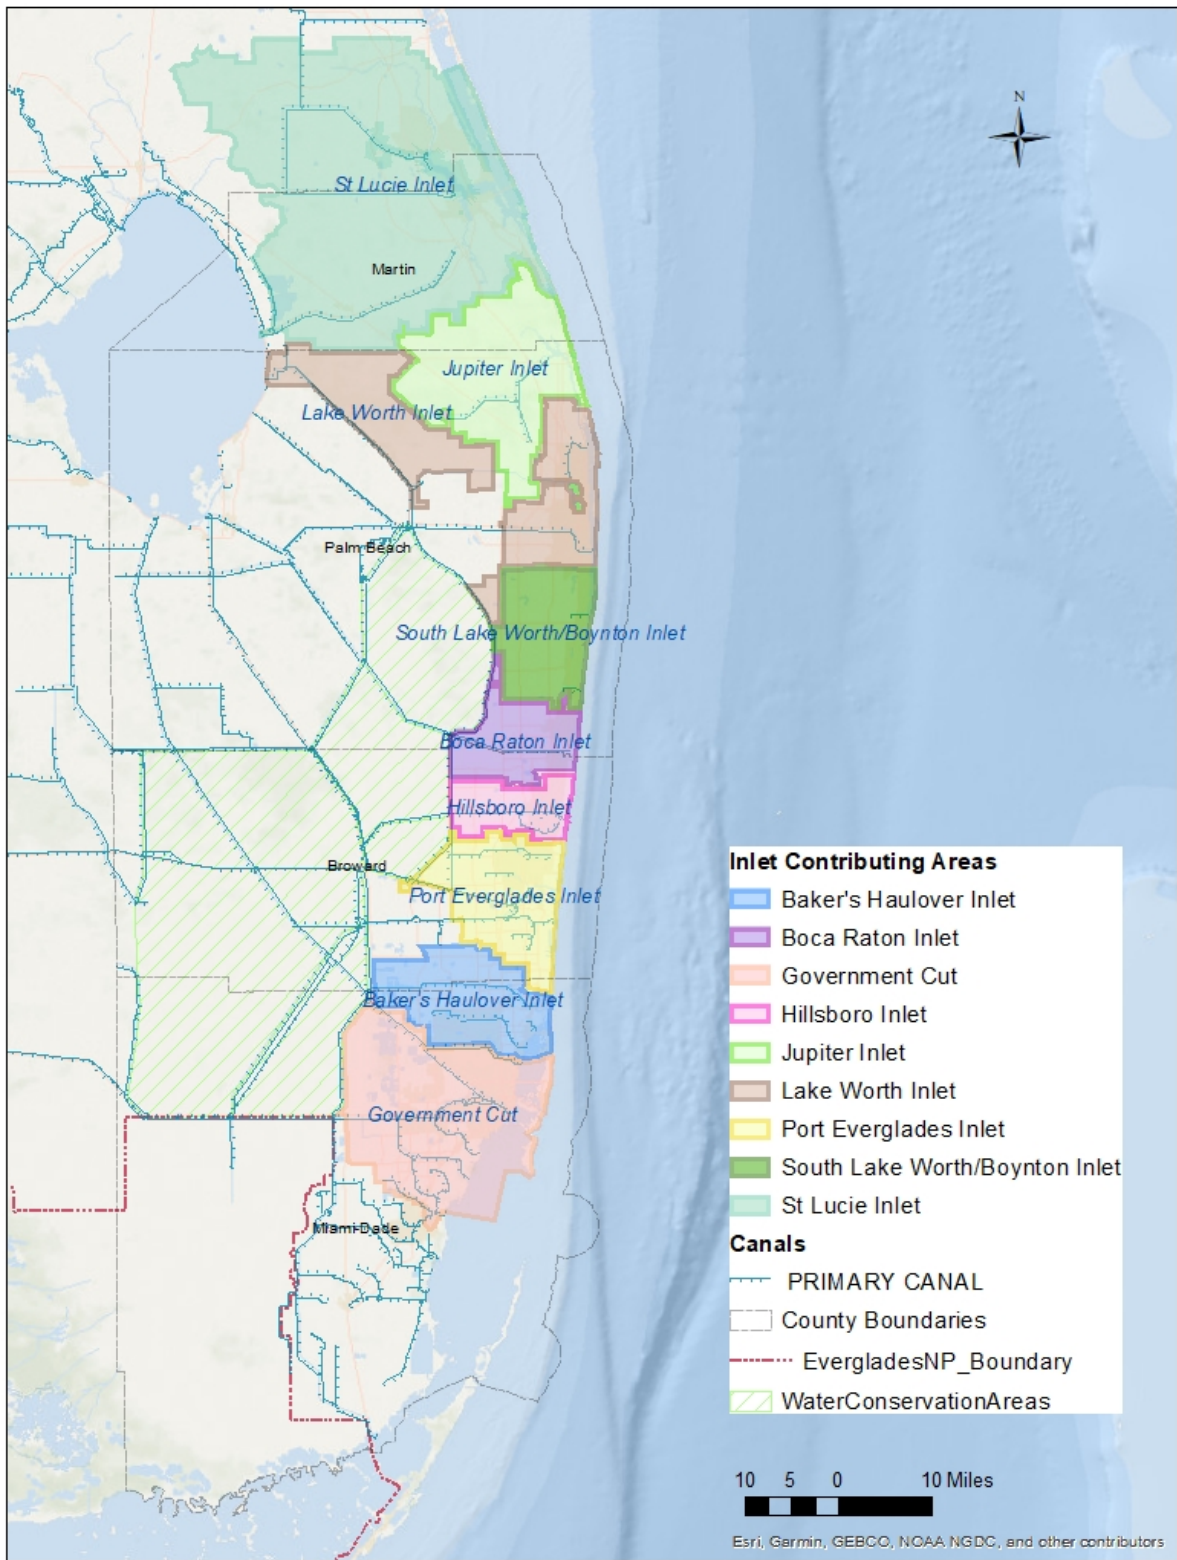 N
St Lucie Inlet
Martin
Jupiter Inlet
Lake Worth Inlet
Palm Beach
South Lake Worth/Boynton Inlet
Boca Raton Inlet
Hillsboro Inlet
Broward
Port Everglades Inlet
Baker's Haulover Inlet
Government Cut
Miami-Dade
Inlet Contributing Areas
Baker's Haulover Inlet
Boca Raton Inlet
Government Cut
Hillsboro Inlet
Jupiter Inlet
Lake Worth Inlet
Port Everglades Inlet
South Lake Worth/Boynton Inlet
St Lucie Inlet
Canals
PRIMARY CANAL
County Boundaries
EvergladesNP_Boundary
WaterConservationAreas
10 5 0 10 Miles
Esri, Garmin, GEBCO, NOAA NGDC, and other contributors